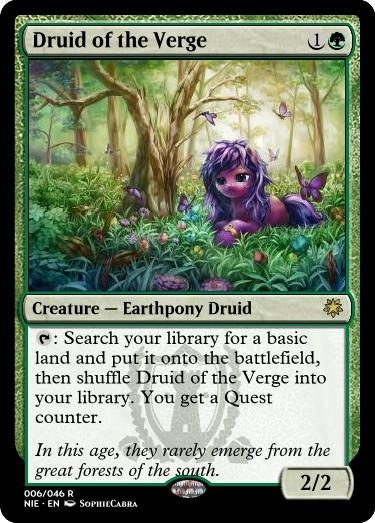 Druid of the Verge 1
Creature — Earthpony Druid
: Search your library for a basic
land and put it onto the battlefield,
then shuffle Druid of the Verge into
your library. You get a Quest
counter.
In this age, they rarely emerge from the
great forests of the south.
2/2
006/046 R
NIE • EN SophieCabra